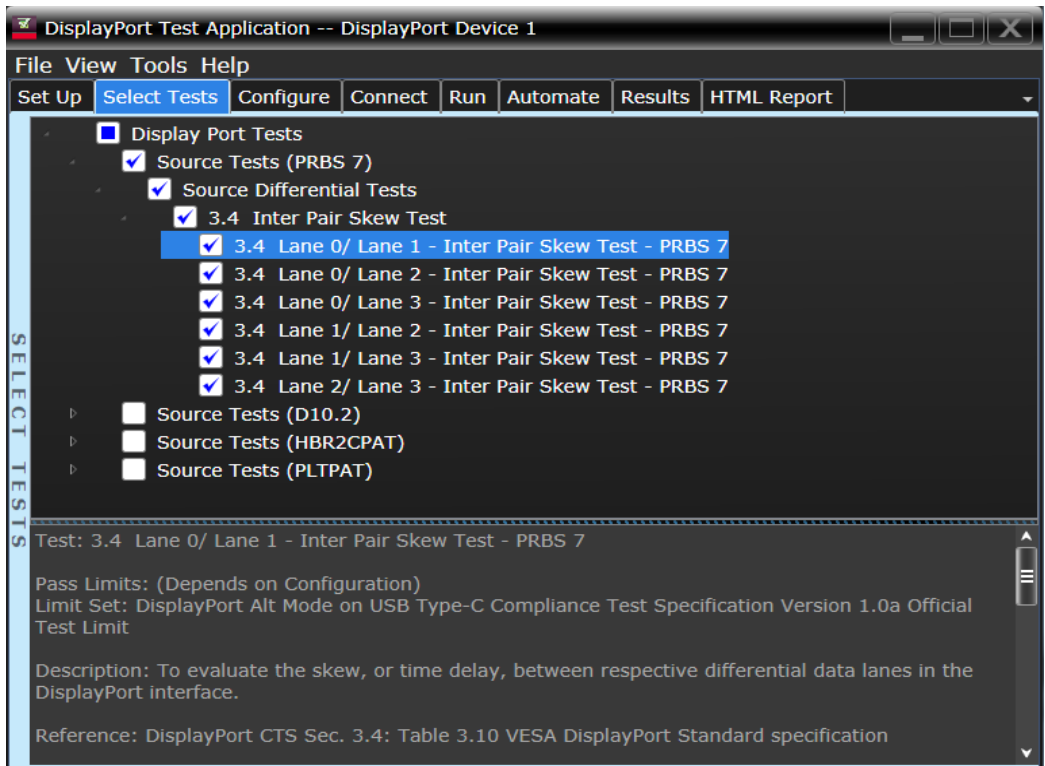 DisplayPort Test Application -- DisplayPort Device 1
File View Tools Help
Set Up Select Tests Configure Connect Run Automate Results HTML Report
Display Port Tests
Source Tests (PRBS 7)
Source Differential Tests
3.4 Inter Pair Skew Test
3.4 Lane 0/ Lane 1 - Inter Pair Skew Test - PRBS 7
3.4 Lane 0/ Lane 2 - Inter Pair Skew Test - PRBS 7
3.4 Lane 0/ Lane 3 - Inter Pair Skew Test - PRBS 7
3.4 Lane 1/ Lane 2 - Inter Pair Skew Test - PRBS 7
3.4 Lane 1/ Lane 3 - Inter Pair Skew Test - PRBS 7
3.4 Lane 2/ Lane 3 - Inter Pair Skew Test - PRBS 7
Source Tests (D10.2)
Source Tests (HBR2CPAT)
Source Tests (PLTPAT)
SELECT TESTS
Test: 3.4 Lane 0/ Lane 1 - Inter Pair Skew Test - PRBS 7
Pass Limits: (Depends on Configuration)
Limit Set: DisplayPort Alt Mode on USB Type-C Compliance Test Specification Version 1.0a Official
Test Limit
Description: To evaluate the skew, or time delay, between respective differential data lanes in the
DisplayPort interface.
Reference: DisplayPort CTS Sec. 3.4: Table 3.10 VESA DisplayPort Standard specification